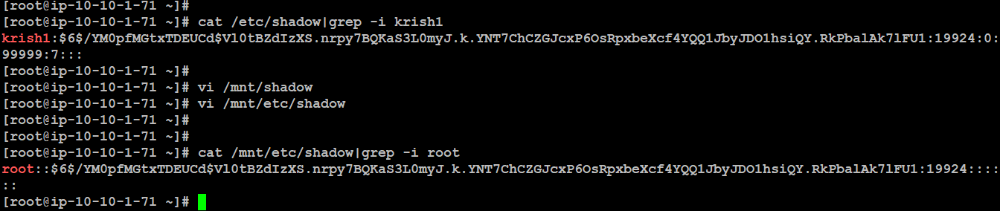 [root@ip-10-10-1-71 ~]#
[root@ip-10-10-1-71 ~]# cat /etc/shadow|grep -i krish1
krish1:$6$/YM0pfMGtxTDEUCd$Vl0tBZdIzXS.nrpy7BQKaS3L0myJ.k.YNT7ChCZGJcxP6OsRpxbeXcf4YQQ1JbyJDO1hsiQY.RkPbalAk7lFU1:19924:0:
99999:7:::
[root@ip-10-10-1-71 ~]#
[root@ip-10-10-1-71 ~]# vi /mnt/shadow
[root@ip-10-10-1-71 ~]# vi /mnt/etc/shadow
[root@ip-10-10-1-71 ~]#
[root@ip-10-10-1-71 ~]#
[root@ip-10-10-1-71 ~]# cat /mnt/etc/shadow|grep -i root
root::$6$/YM0pfMGtxTDEUCd$Vl0tBZdIzXS.nrpy7BQKaS3L0myJ.k.YNT7ChCZGJcxP6OsRpxbeXcf4YQQ1JbyJDO1hsiQY.RkPbalAk7lFU1:19924::::
::
[root@ip-10-10-1-71 ~]#